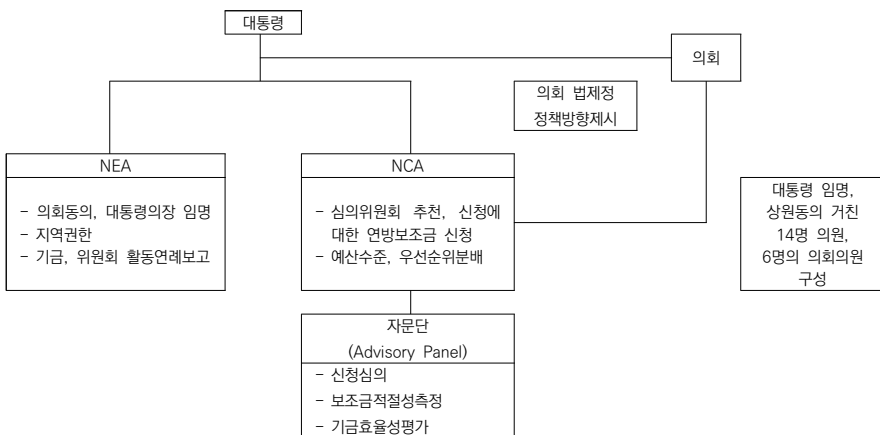 대통령
의회
의회 법제정
정책방향제시
NEA
- 의회동의, 대통령의장 임명
- 지역권한
- 기금, 위원회 활동연례보고
NCA
- 심의위원회 추천, 신청에
대한 연방보조금 신청
- 예산수준, 우선순위분배
대통령 임명,
상원동의 거친
14명 의원,
6명의 의회의원
구성
자문단
(Advisory Panel)
- 신청심의
- 보조금적절성측정
- 기금효율성평가